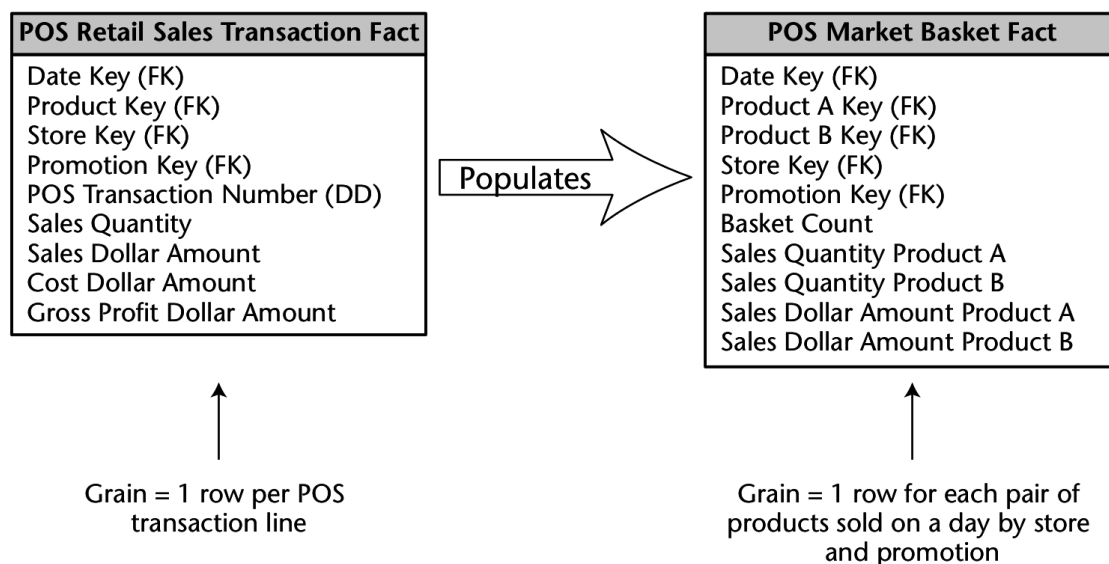 POS Retail Sales Transaction Fact
Date Key (FK)
Product Key (FK)
Store Key (FK)
Promotion Key (FK)
POS Transaction Number (DD)
Sales Quantity
Sales Dollar Amount
Cost Dollar Amount
Gross Profit Dollar Amount
Populates
POS Market Basket Fact
Date Key (FK)
Product A Key (FK)
Product B Key (FK)
Store Key (FK)
Promotion Key (FK)
Basket Count
Sales Quantity Product A
Sales Quantity Product B
Sales Dollar Amount Product A
Sales Dollar Amount Product B
Grain = 1 row per POS
transaction line
Grain = 1 row for each pair of
products sold on a day by store
and promotion